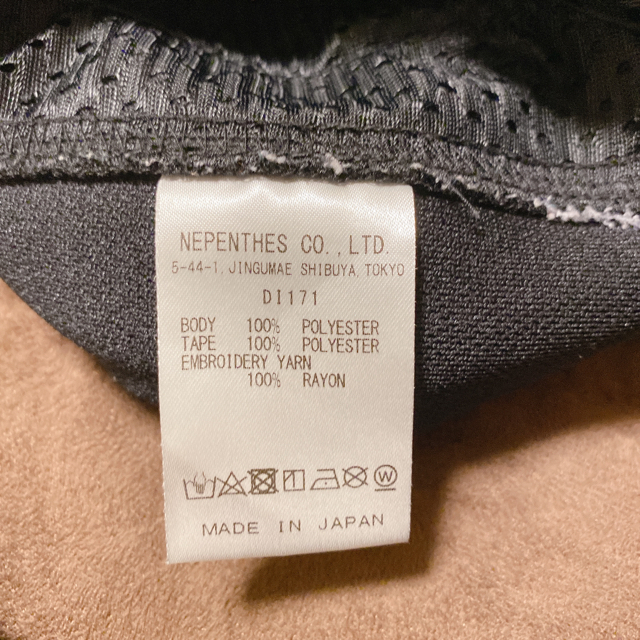 NEPENTHES CO.,LTD.
5-44-1, JINGUMAE SHIBUYA, TOKYO
DI171
BODY 100% POLYESTER
TAPE 100% POLYESTER
EMBROIDERY YARN
100% RAYON
W
MADE IN JAPAN